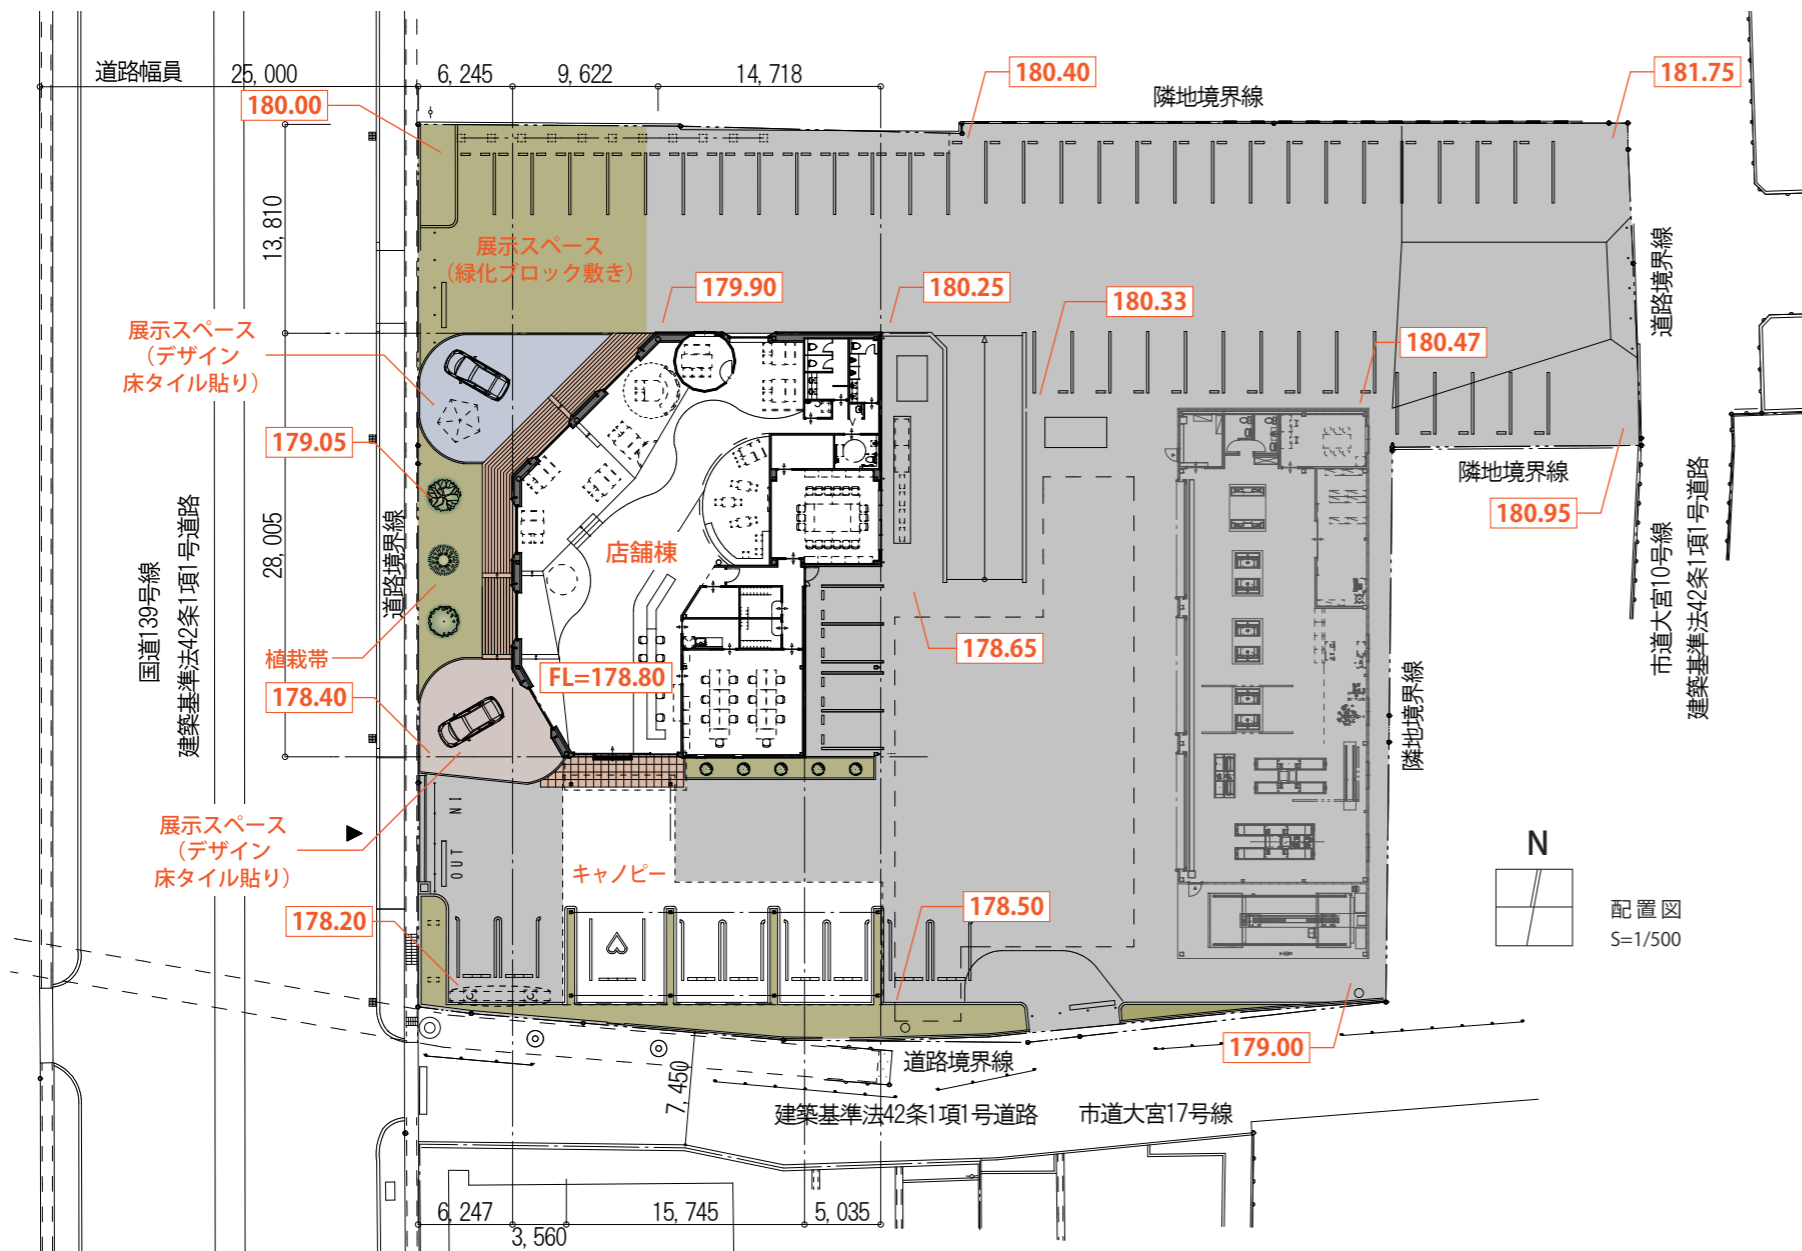 道路幅員 25,000
6,245
9,622
14,718
180.40
181.75
隣地境界線
180.00
13,810
展示スペース
（緑化ブロック敷き）
179.90
180.25
180.33
180.47
道路境界線
展示スペース
（デザイン
床タイル貼り）
179.05
28,005
国道139号線
建築基準法42条1項1号道路
道路境界線
店舗棟
隣地境界線
180.95
市道大宮10号線
建築基準法42条1項1号道路
植栽帯
178.40
FL=178.80
178.65
隣地境界線
展示スペース
（デザイン
床タイル貼り）
IN
OUT
キャノピー
178.20
178.50
N
配置図
S=1/500
179.00
道路境界線
7,450
建築基準法42条1項1号道路
市道大宮17号線
6,247
3,560
15,745
5,035